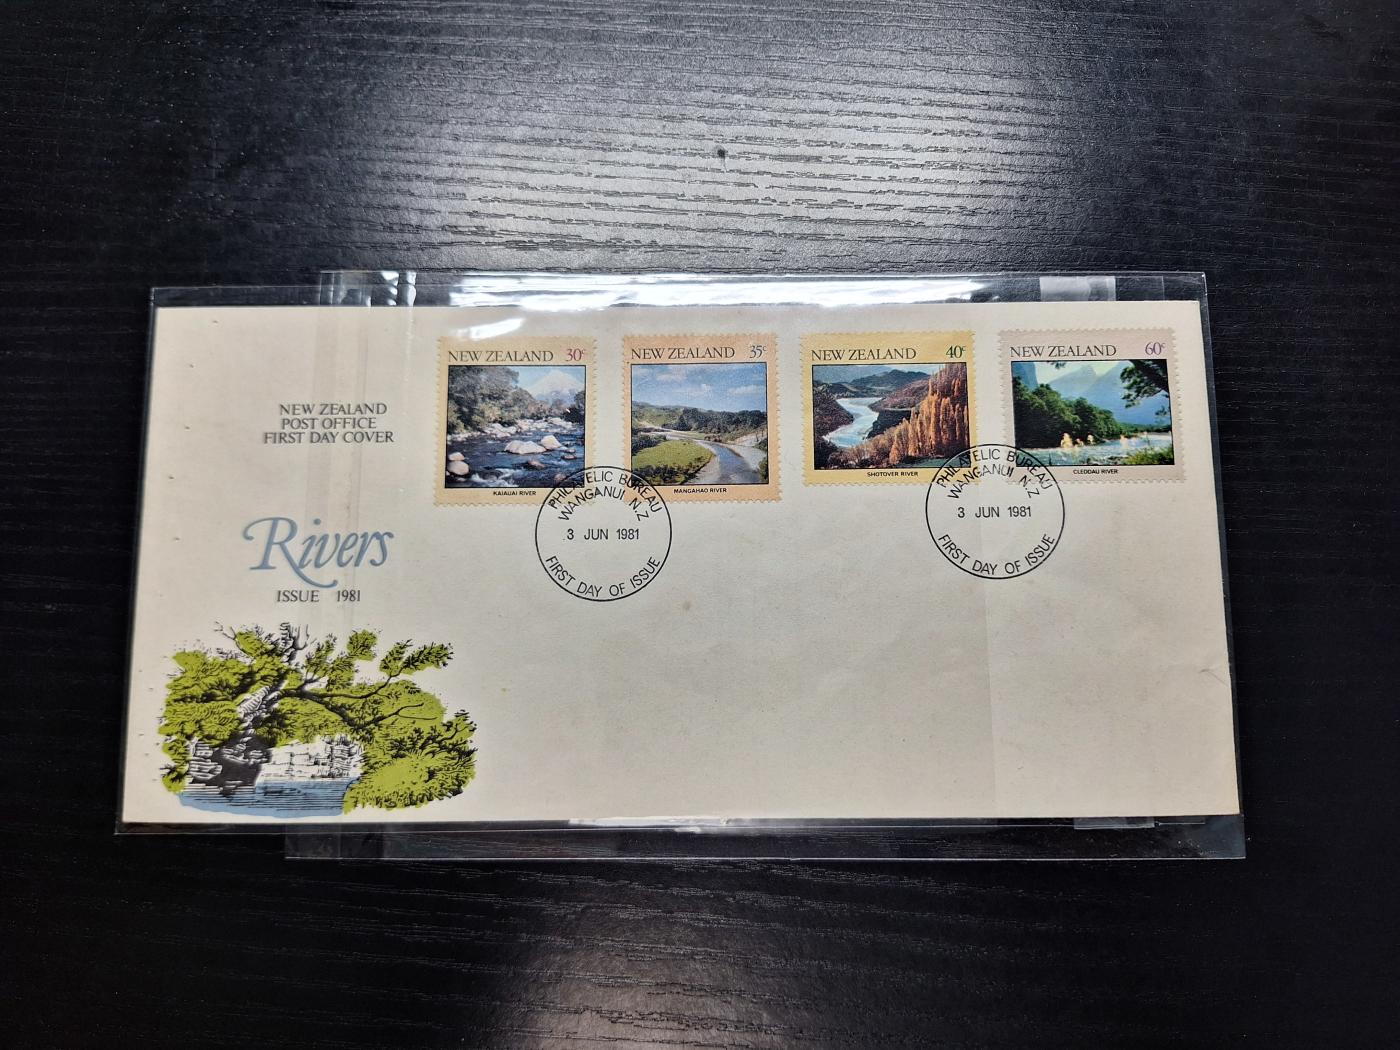 NEW ZEALAND
POST OFFICE
FIRST DAY COVER
Rivers
ISSUE 1981
NEW ZEALAND 30c
KAIAUAI RIVER
NEW ZEALAND 35c
MANGAHAO RIVER
NEW ZEALAND 40c
SHOTOVER RIVER
NEW ZEALAND 60c
CLEDDAU RIVER
PHILATELIC BUREAU
WANGANUI N.Z
3 JUN 1981
FIRST DAY OF ISSUE
PHILATELIC BUREAU
WANGANUI N.Z
3 JUN 1981
FIRST DAY OF ISSUE